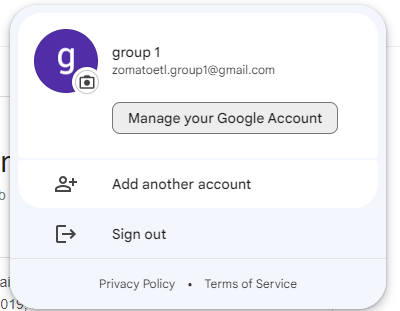 g
group 1
zomatoetl.group1@gmail.com
Manage your Google Account
Add another account
Sign out
Privacy Policy • Terms of Service
019,